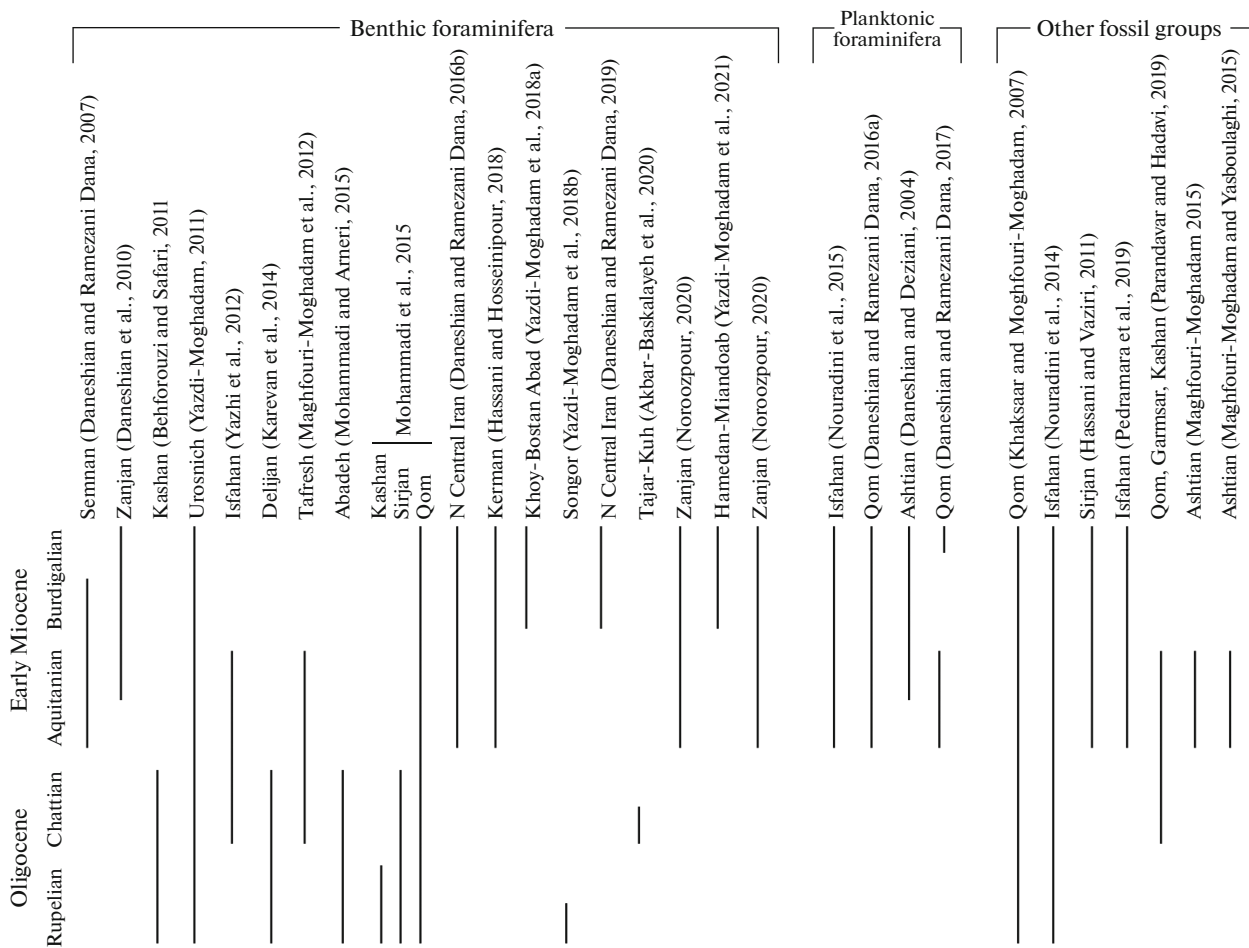 Benthic foraminifera
Planktonic
foraminifera
Other fossil groups
Semnan (Daneshian and Ramezani Dana, 2007)
Zanjan (Daneshian et al., 2010)
Kashan (Behforouzi and Safari, 2011
Urosnich (Yazdi-Moghadam, 2011)
Isfahan (Yazhi et al., 2012)
Delijan (Karevan et al., 2014)
Tafresh (Maghfouri-Moghadam et al., 2012)
Abadeh (Mohammadi and Ameri, 2015)
Mohammadi et al., 2015
Kashan
Sirjan
Qom
N Central Iran (Daneshian and Ramezani Dana, 2016b)
Kerman (Hassani and Hosseinipour, 2018)
Khoy-Bostan Abad (Yazdi-Moghadam et al., 2018a)
Songor (Yazdi-Moghadam et al., 2018b)
N Central Iran (Daneshian and Ramezani Dana, 2019)
Tajar-Kuh (Akbar-Baskalayeh et al., 2020)
Zanjan (Noroozpour, 2020)
Hamedan-Miandoab (Yazdi-Moghadam et al., 2021)
Zanjan (Noroozpour, 2020)
Isfahan (Nouradini et al., 2015)
Qom (Daneshian and Ramezani Dana, 2016a)
Ashtian (Daneshian and Deziani, 2004)
Qom (Daneshian and Ramezani Dana, 2017)
Qom (Khaksaar and Moghfouri-Moghadam, 2007)
Isfahan (Nouradini et al., 2014)
Sirjan (Hassani and Vaziri, 2011)
Isfahan (Pedramara et al., 2019)
Qom, Garmsar, Kashan (Parandavar and Hadavi, 2019)
Ashtian (Maghfouri-Moghadam 2015)
Ashtian (Maghfouri-Moghadam and Yasboulaghi, 2015)
Early Miocene
Burdigalian
Aquitanian
Oligocene
Chattian
Rupelian